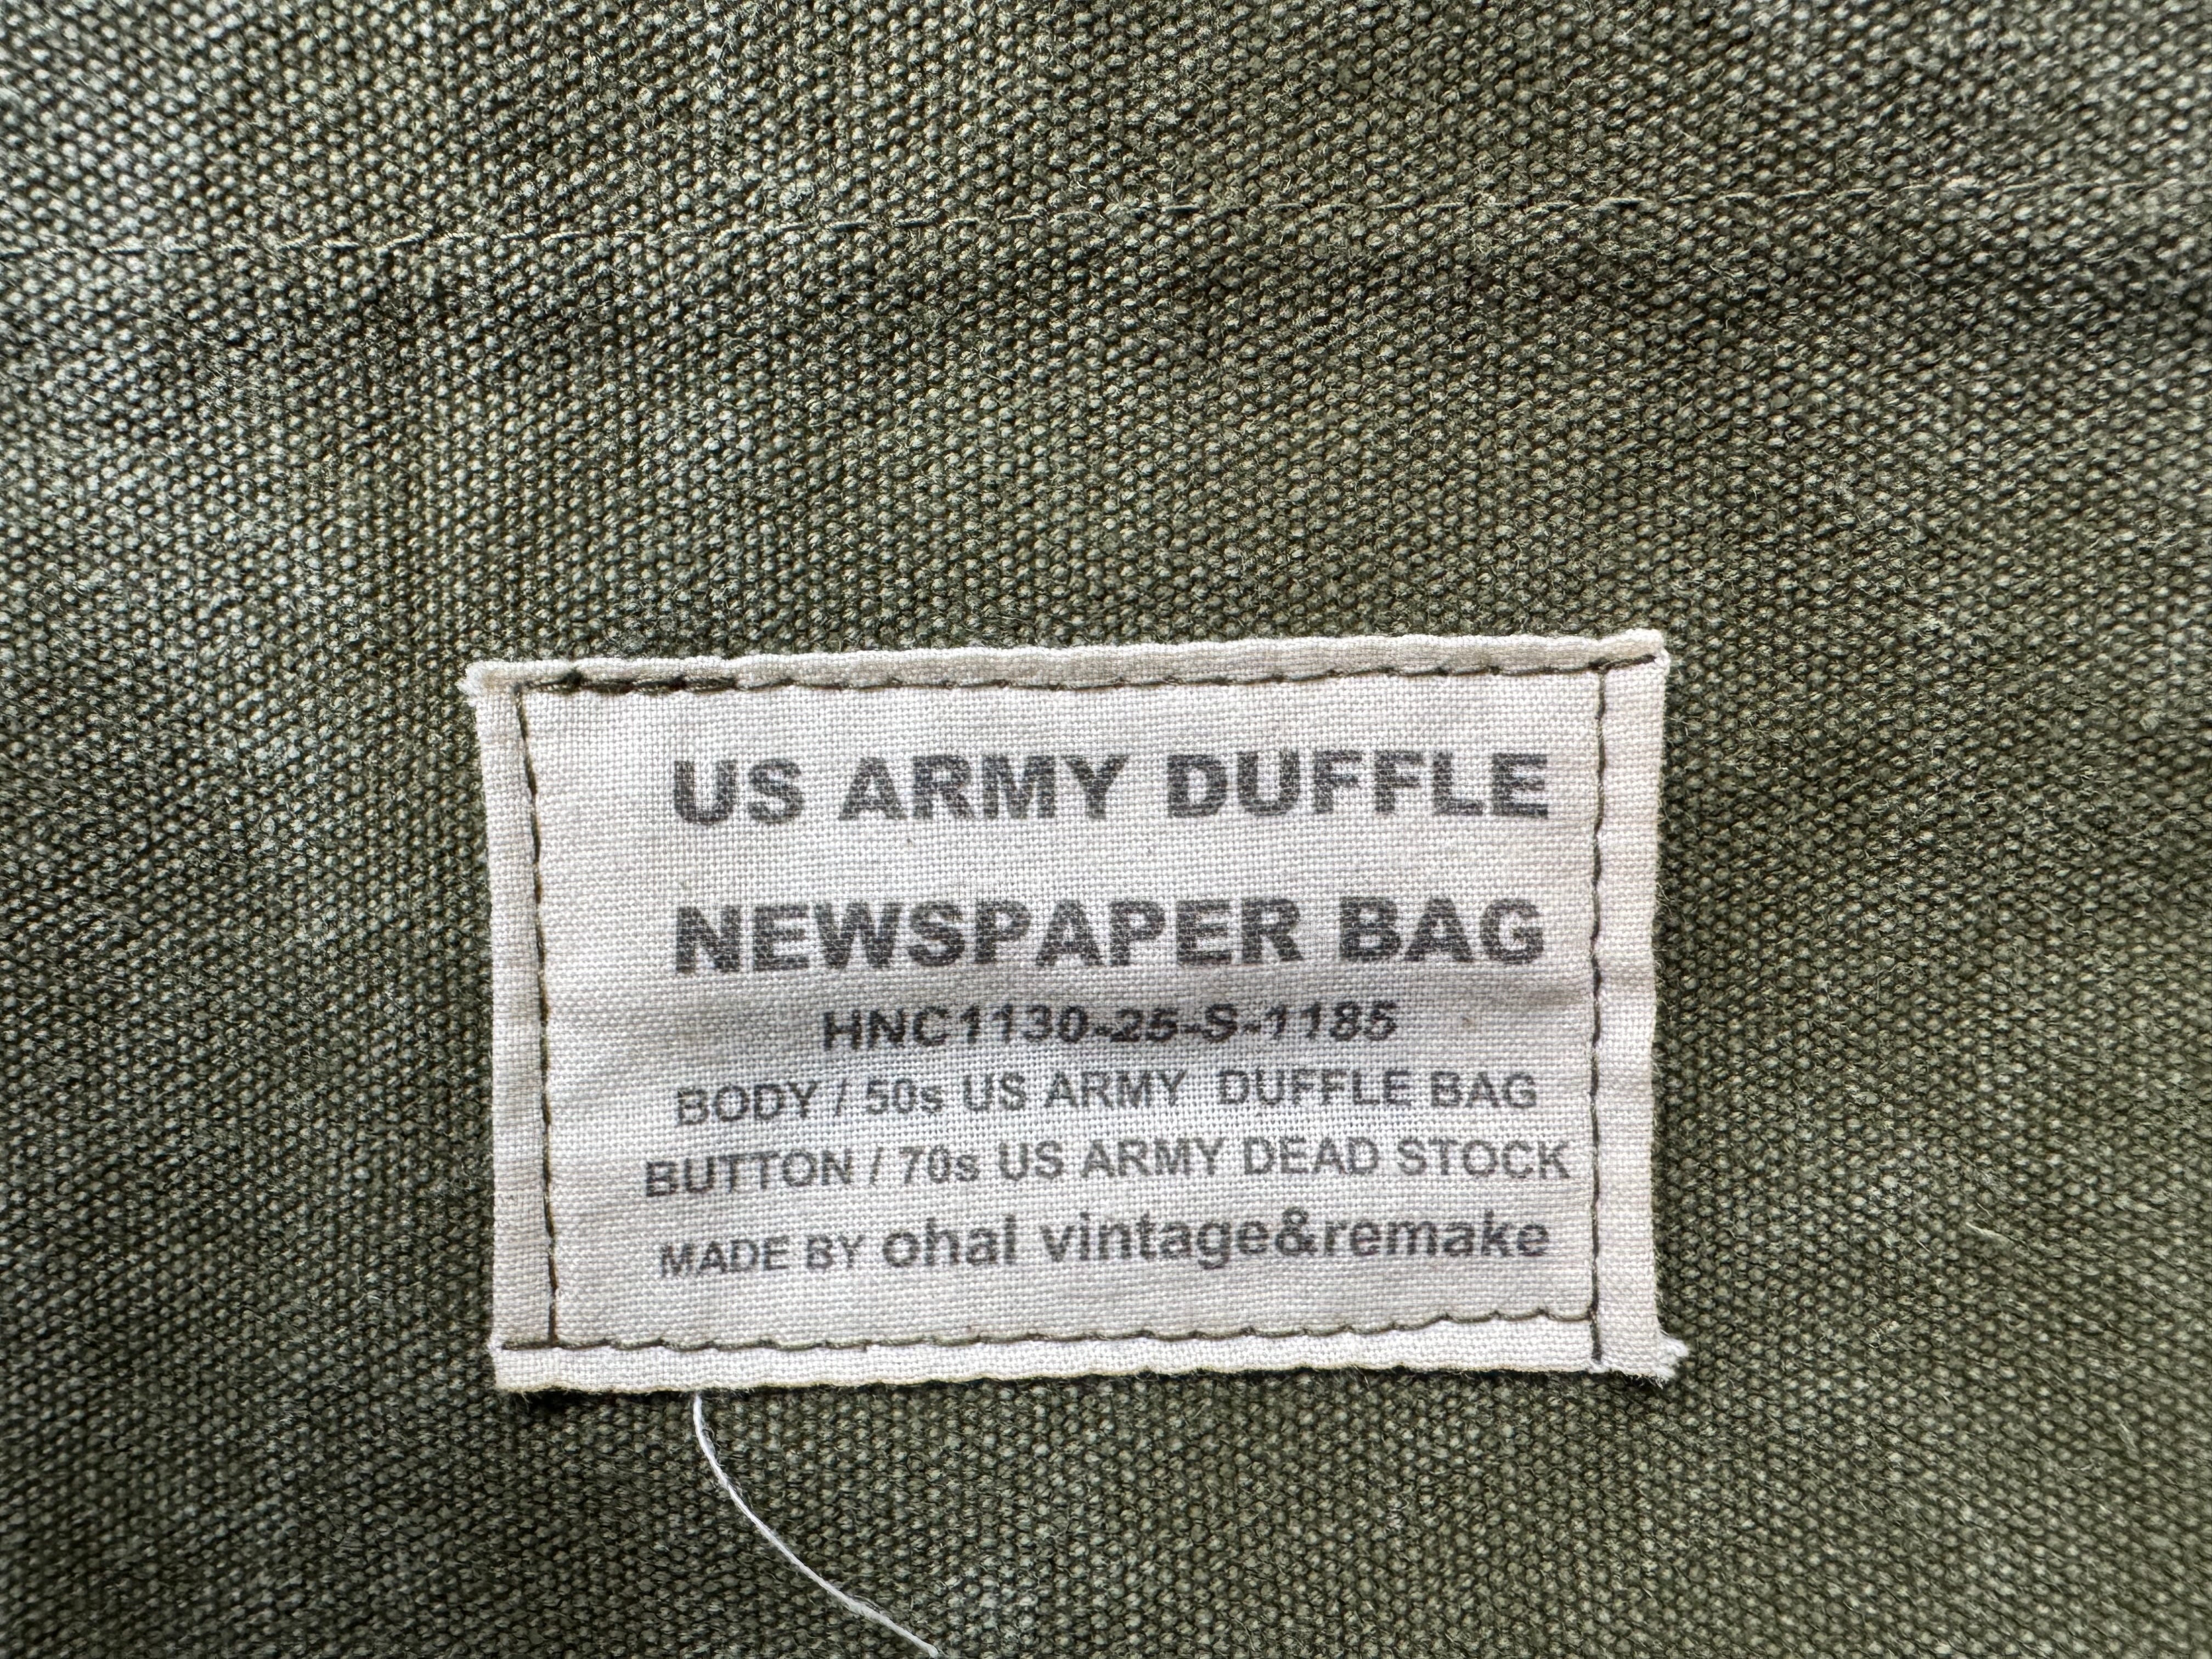 US ARMY DUFFLE
NEWSPAPER BAG
HNC1130-25-S-1185
BODY / 50s US ARMY DUFFLE BAG
BUTTON / 70s US ARMY DEAD STOCK
MADE BY ohal vintage&remake